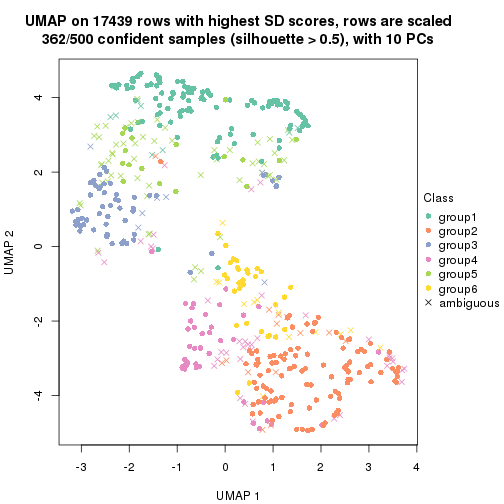 UMAP on 17439 rows with highest SD scores, rows are scaled
362/500 confident samples (silhouette > 0.5), with 10 PCs
4
2
0
-2
-4
UMAP 2
-3 -2 -1 0 1 2 3 4
UMAP 1
Class
group1
group2
group3
group4
group5
group6
ambiguous